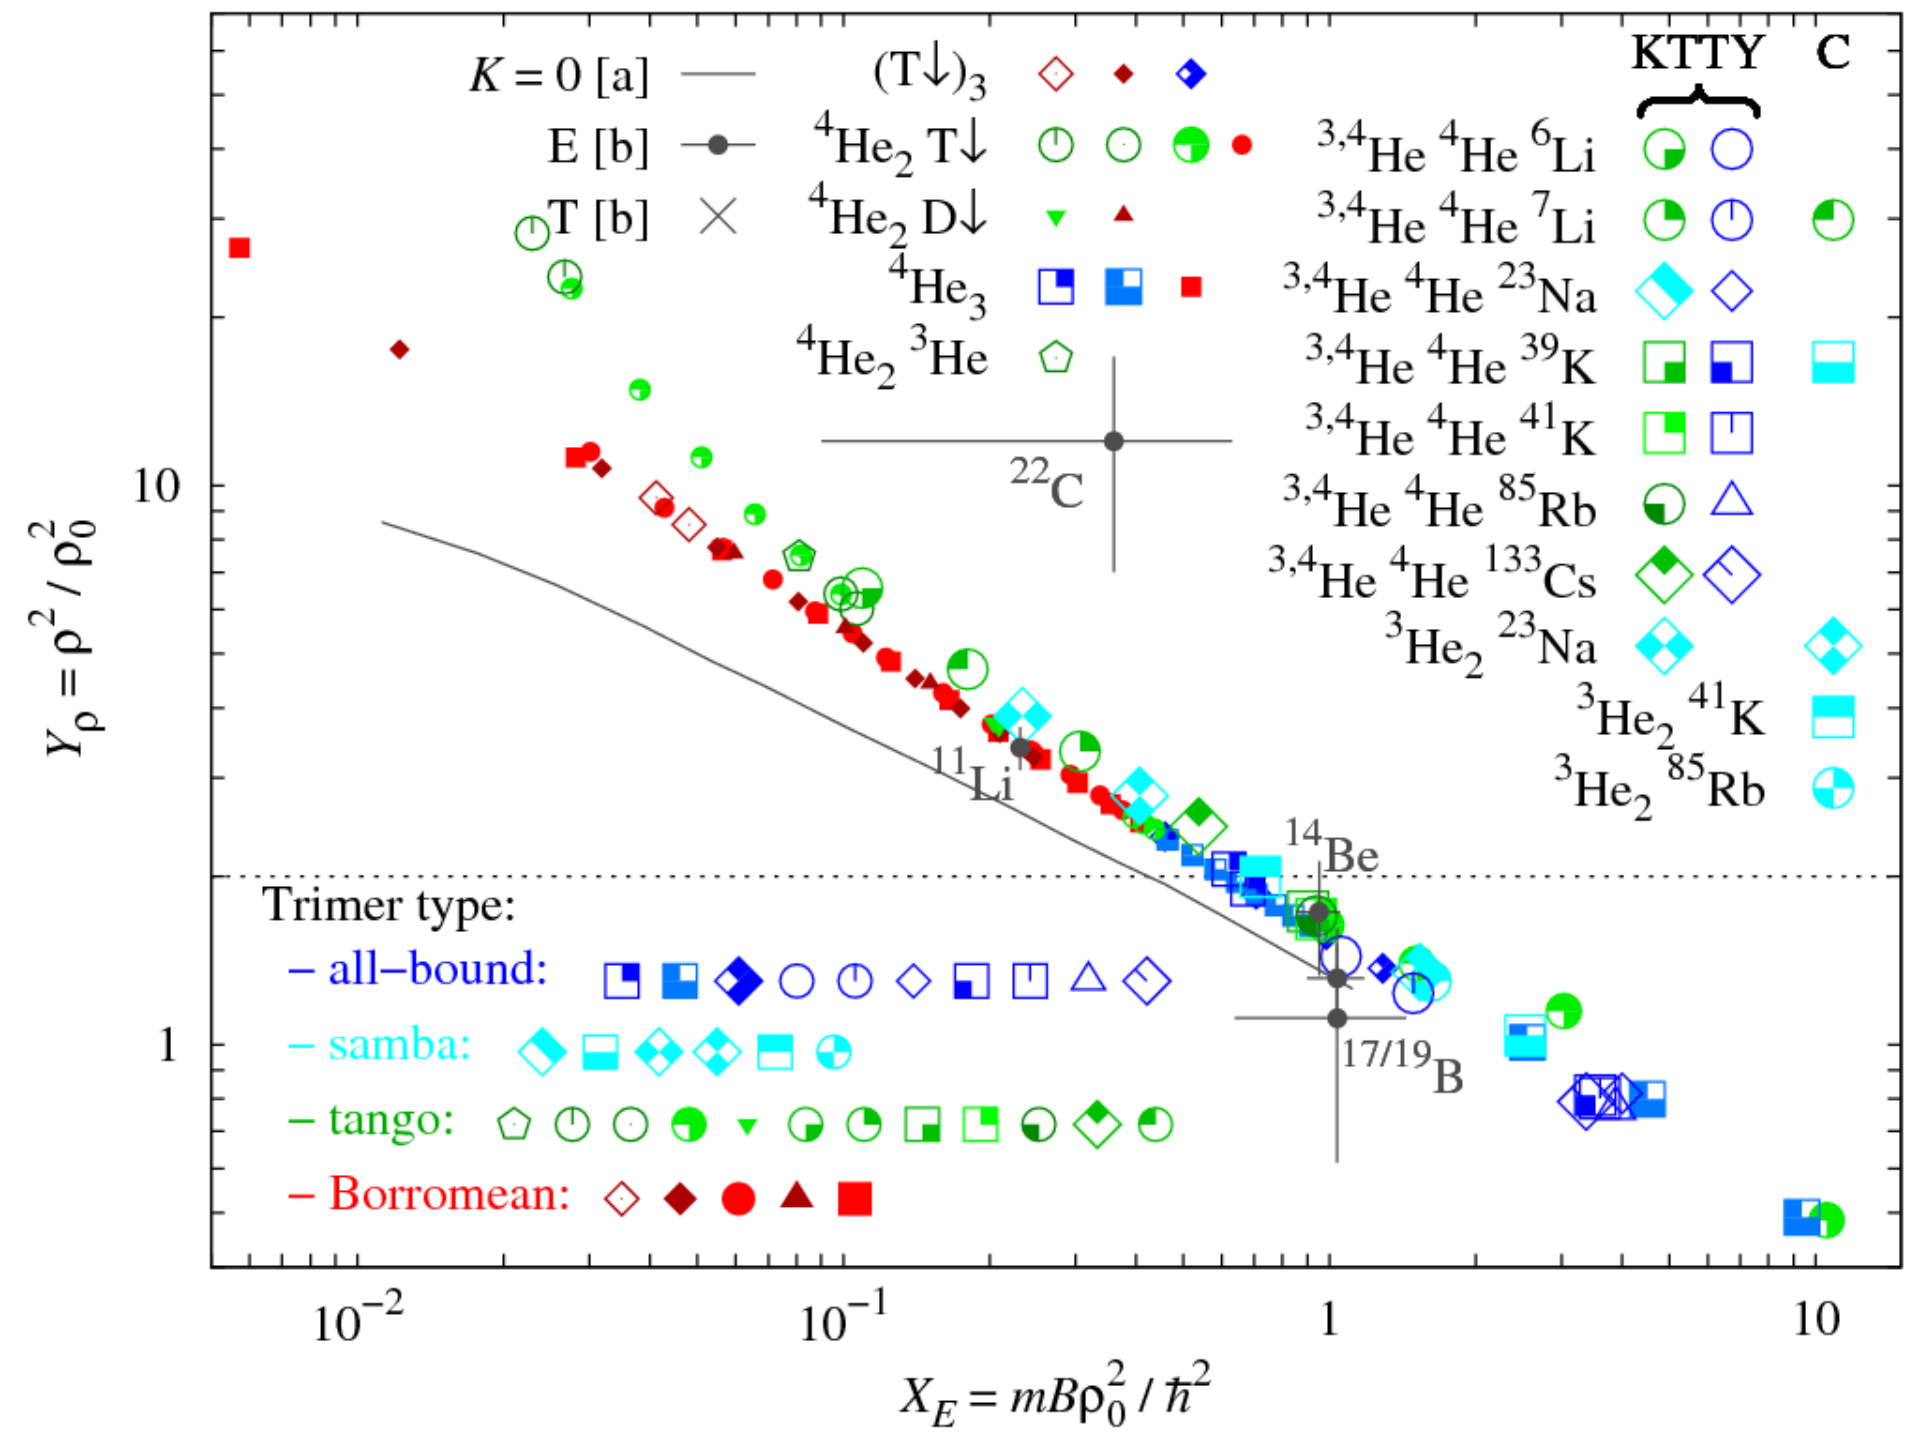 K = 0 [a]
E [b]
T [b]
(T↓)₃
⁴He₂ T↓
⁴He₂ D↓
⁴He₃
⁴He₂ ³He
KTTY C
³,⁴He ⁴He ⁶Li
³,⁴He ⁴He ⁷Li
³,⁴He ⁴He ²³Na
³,⁴He ⁴He ³⁹K
³,⁴He ⁴He ⁴¹K
³,⁴He ⁴He ⁸⁵Rb
³,⁴He ⁴He ¹³³Cs
³He₂ ²³Na
³He₂ ⁴¹K
³He₂ ⁸⁵Rb
²²C
¹¹Li
¹⁴Be
¹⁷/¹⁹B
Trimer type:
– all–bound:
– samba:
– tango:
– Borromean:
10
1
Y_ρ = ρ² / ρ₀²
10⁻² 10⁻¹ 1 10
X_E = mBρ₀² / ħ²